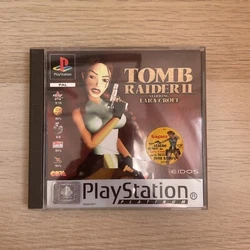 PlayStation
PAL
TOMB
RAIDER II
STARRING
LARA CROFT
EIDOS
PlayStation
PLATINUM